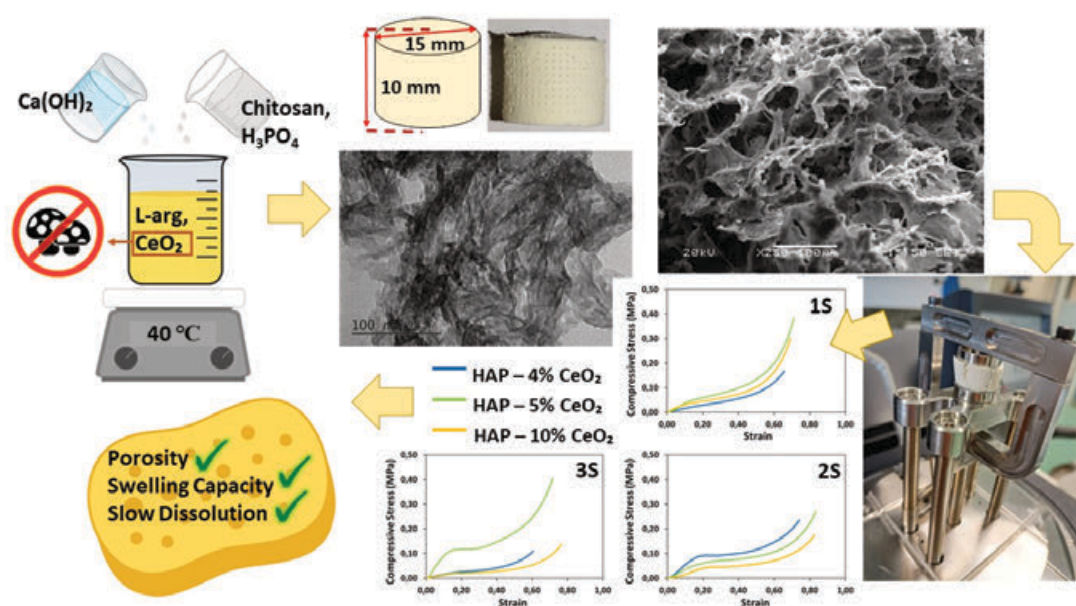 Ca(OH)₂
Chitosan,
H₃PO₄
L-arg,
CeO₂
40 °C
15 mm
10 mm
100 nm
20kU X250 100mm
1S
Compressive Stress (MPa)
0,50
0,40
0,30
0,20
0,10
0,00
0,00 0,20 0,40 0,60 0,80 1,00
Strain
HAP – 4% CeO₂
HAP – 5% CeO₂
HAP – 10% CeO₂
Porosity
Swelling Capacity
Slow Dissolution
3S
Compressive Stress (MPa)
0,50
0,40
0,30
0,20
0,10
0,00
0,00 0,20 0,40 0,60 0,80 1,00
Strain
2S
Compressive Stress (MPa)
0,50
0,40
0,30
0,20
0,10
0,00
0,00 0,20 0,40 0,60 0,80 1,00
Strain